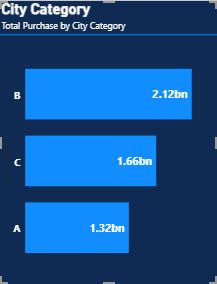 City Category
Total Purchase by City Category
B
2.12bn
C
1.66bn
A
1.32bn